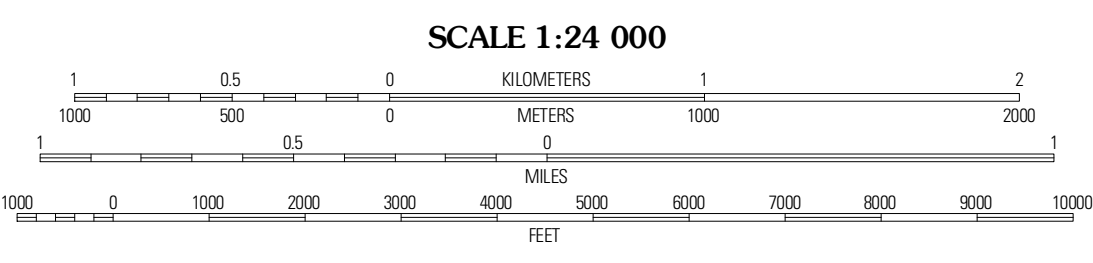 SCALE 1:24 000
1 0.5 0 KILOMETERS 1 2
1000 500 0 METERS 1000 2000
1 0.5 0 1
MILES
1000 0 1000 2000 3000 4000 5000 6000 7000 8000 9000 10000
FEET